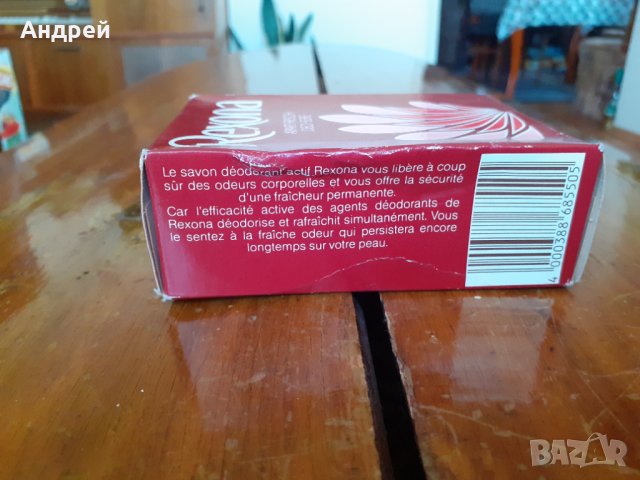 Андрей
Rexona
Le savon déodorant actif Rexona vous libère à coup
sûr des odeurs corporelles et vous offre la sécurité
d'une fraîcheur permanente.
Car l'efficacité active des agents déodorants de
Rexona déodorise et rafraîchit simultanément. Vous
le sentez à la fraîche odeur qui persistera encore
longtemps sur votre peau.
4 000388 685505
BAZAR